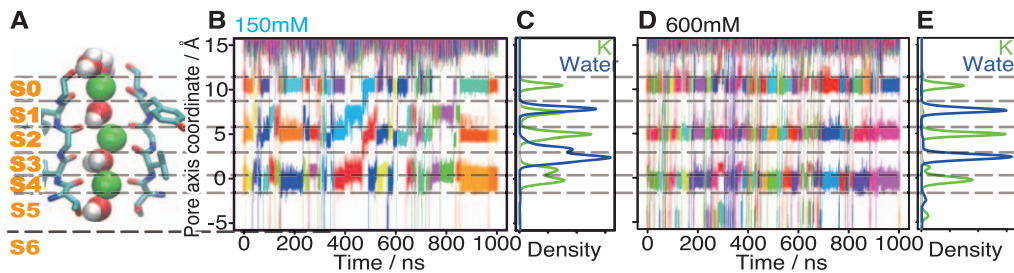 A
B
150mM
C
D
600mM
E
S0
S1
S2
S3
S4
S5
S6
Pore axis coordinate / Å
15
10
5
0
-5
0 200 400 600 800 1000
Time / ns
K
Water
Density
15
10
5
0
-5
0 200 400 600 800 1000
Time / ns
K
Water
Density